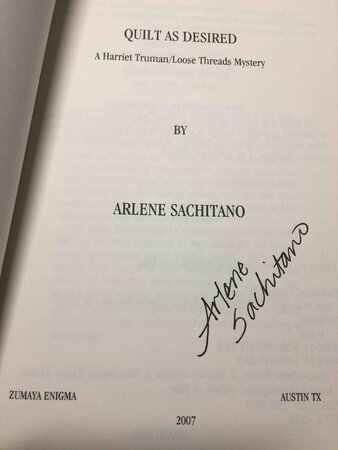 QUILT AS DESIRED
A Harriet Truman/Loose Threads Mystery
BY
ARLENE SACHITANO
Arlene
Sachitano
ZUMAYA ENIGMA AUSTIN TX
2007